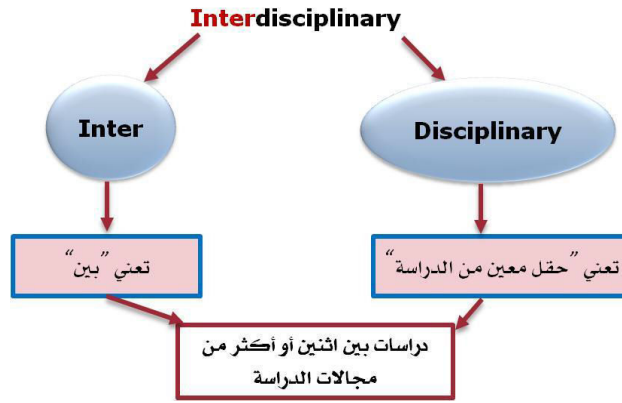 Interdisciplinary
Inter
Disciplinary
تعني ”بين“
تعني ”حقل معين من الدراسة“
دراسات بين اثنين أو أكثر من
مجالات الدراسة